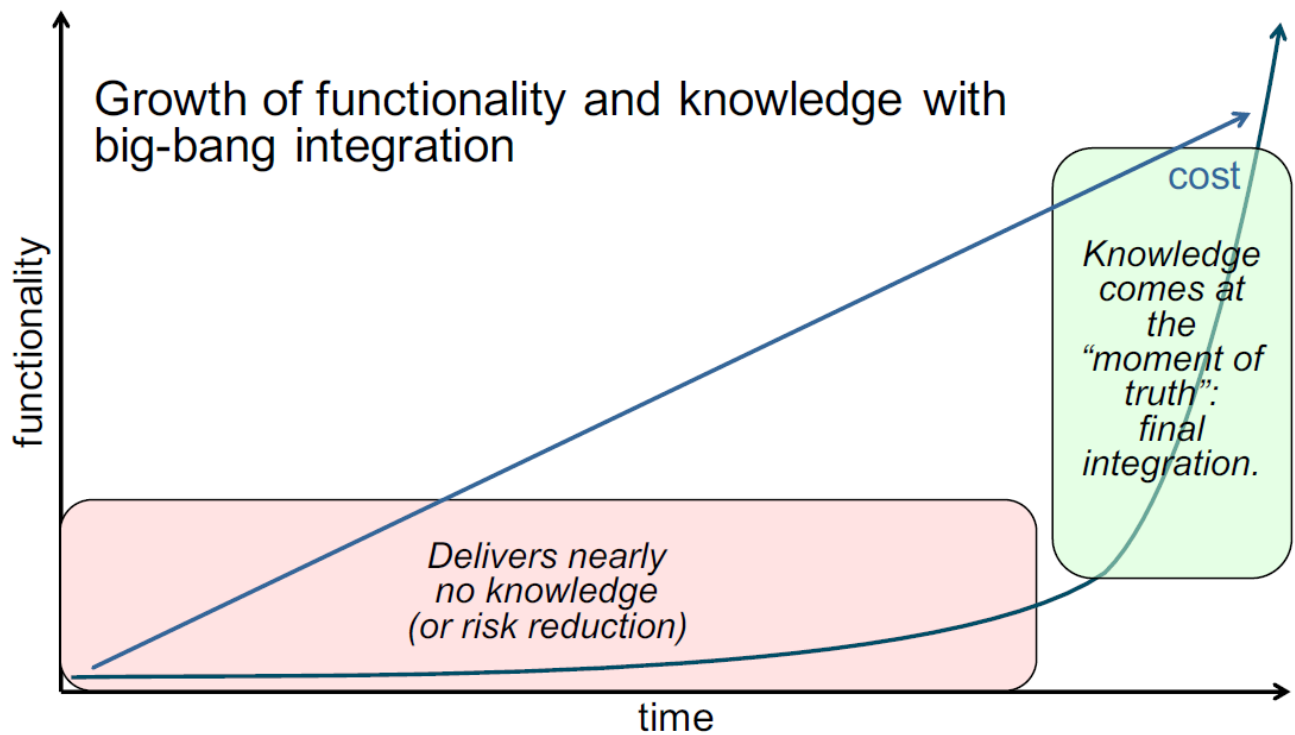 Growth of functionality and knowledge with
big-bang integration
cost
functionality
Knowledge
comes at
the
“moment of
truth”:
final
integration.
Delivers nearly
no knowledge
(or risk reduction)
time